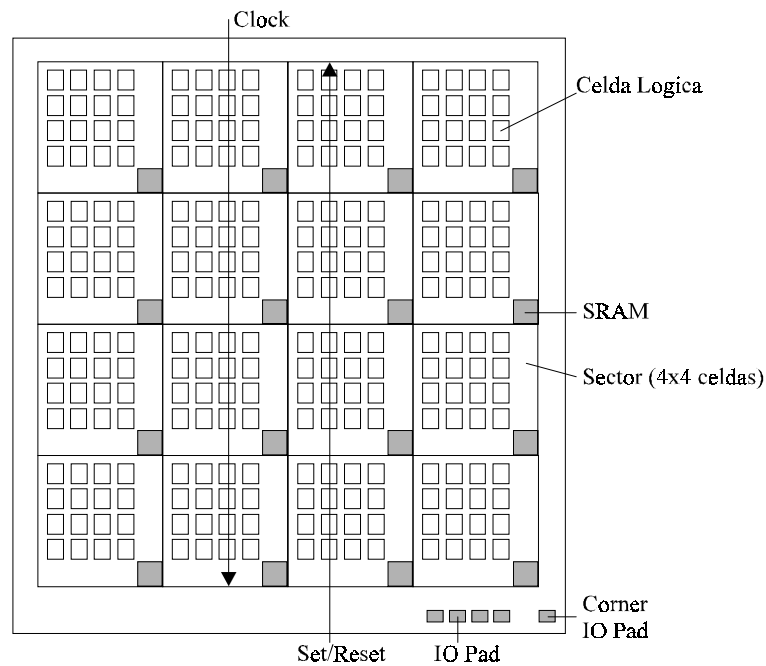 Clock
Celda Logica
SRAM
Sector (4x4 celdas)
Corner
IO Pad
Set/Reset
IO Pad